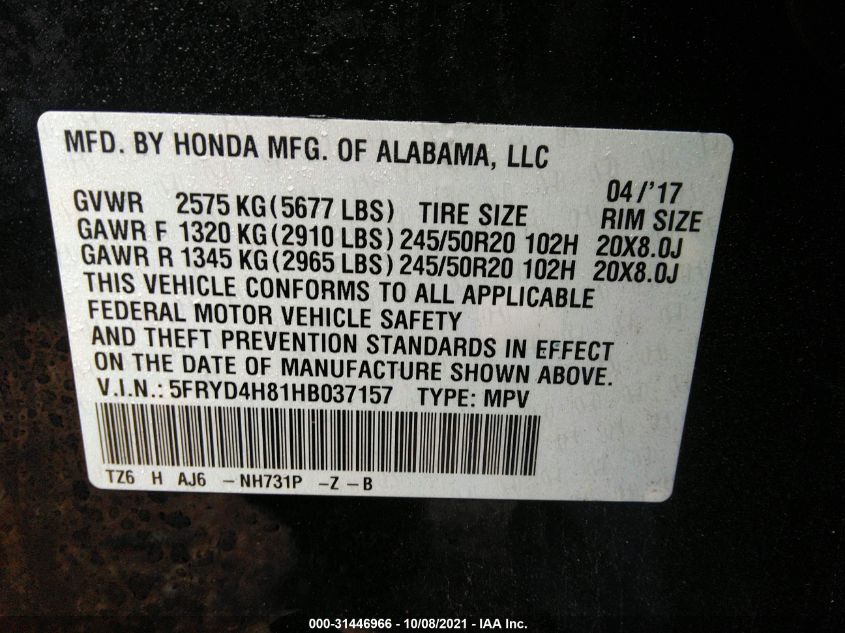 MFD. BY HONDA MFG. OF ALABAMA, LLC
04/'17
GVWR 2575 KG(5677 LBS) TIRE SIZE RIM SIZE
GAWR F 1320 KG(2910 LBS) 245/50R20 102H 20X8.0J
GAWR R 1345 KG(2965 LBS) 245/50R20 102H 20X8.0J
THIS VEHICLE CONFORMS TO ALL APPLICABLE
FEDERAL MOTOR VEHICLE SAFETY
AND THEFT PREVENTION STANDARDS IN EFFECT
ON THE DATE OF MANUFACTURE SHOWN ABOVE.
V.I.N.: 5FRYD4H81HB037157 TYPE: MPV
TZ6 H AJ6 -NH731P -Z -B
000-31446966 - 10/08/2021 - IAA Inc.